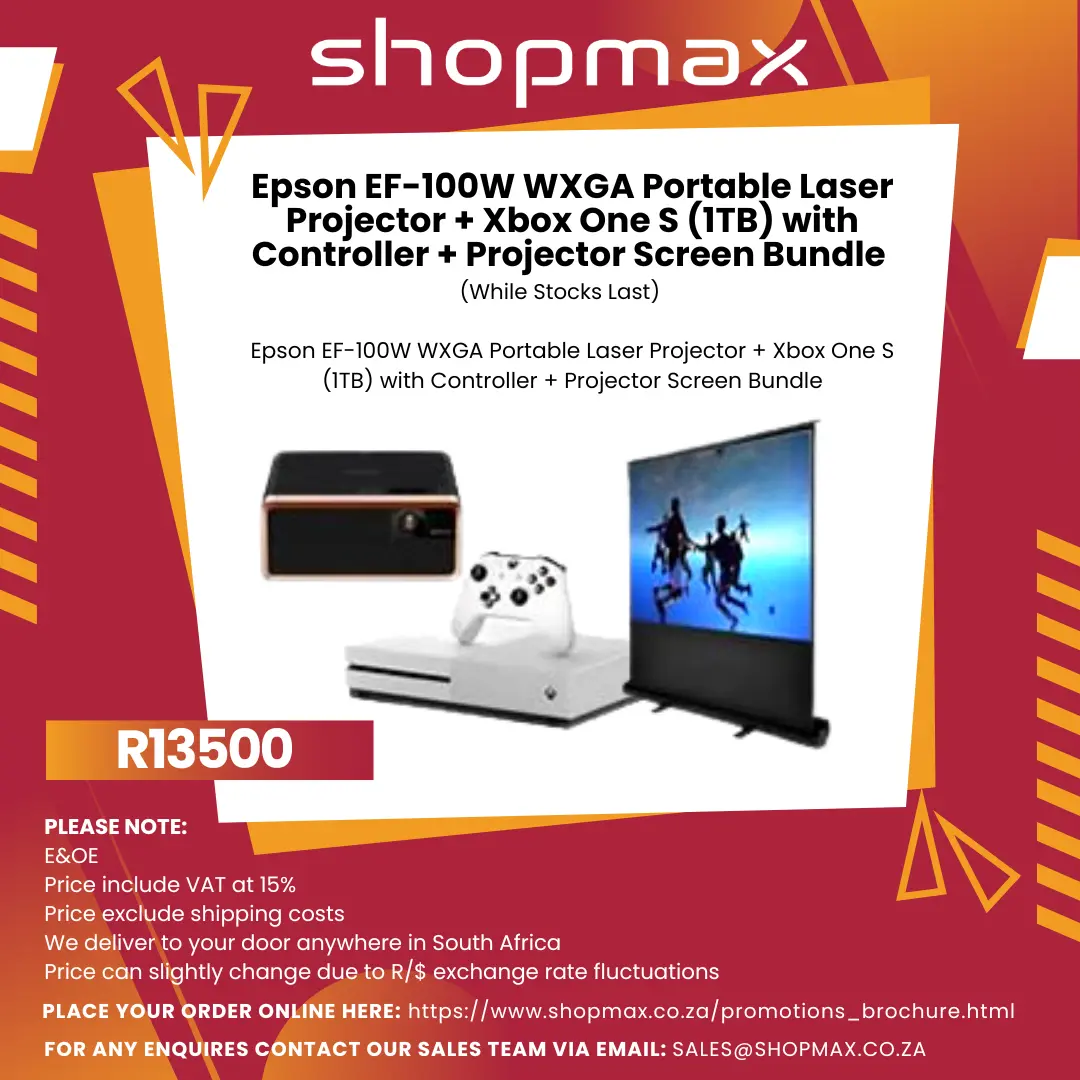 shopmax
Epson EF-100W WXGA Portable Laser
Projector + Xbox One S (1TB) with
Controller + Projector Screen Bundle
(While Stocks Last)
Epson EF-100W WXGA Portable Laser Projector + Xbox One S
(1TB) with Controller + Projector Screen Bundle
R13500
PLEASE NOTE:
E&OE
Price include VAT at 15%
Price exclude shipping costs
We deliver to your door anywhere in South Africa
Price can slightly change due to R/$ exchange rate fluctuations
PLACE YOUR ORDER ONLINE HERE: https://www.shopmax.co.za/promotions_brochure.html
FOR ANY ENQUIRES CONTACT OUR SALES TEAM VIA EMAIL: SALES@SHOPMAX.CO.ZA